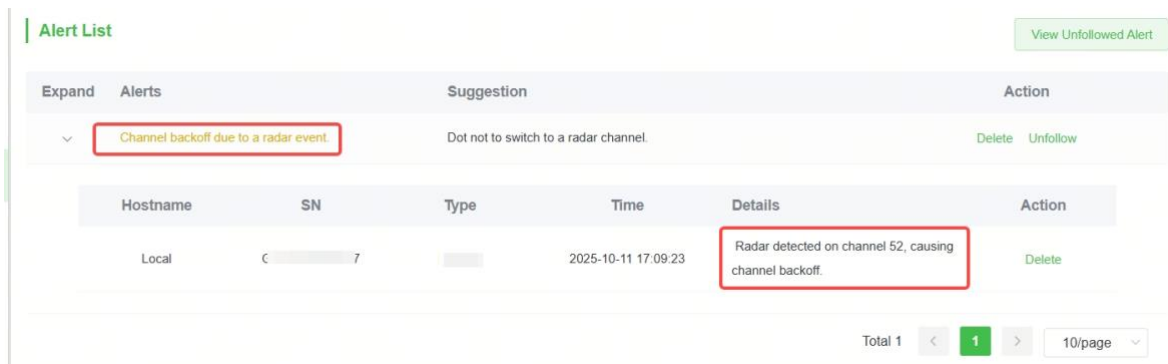 Alert List
View Unfollowed Alert
Expand Alerts Suggestion Action
Channel backoff due to a radar event. Dot not to switch to a radar channel. Delete Unfollow
Hostname SN Type Time Details Action
Local 7 2025-10-11 17:09:23 Radar detected on channel 52, causing Delete
channel backoff.
Total 1 < 1 > 10/page